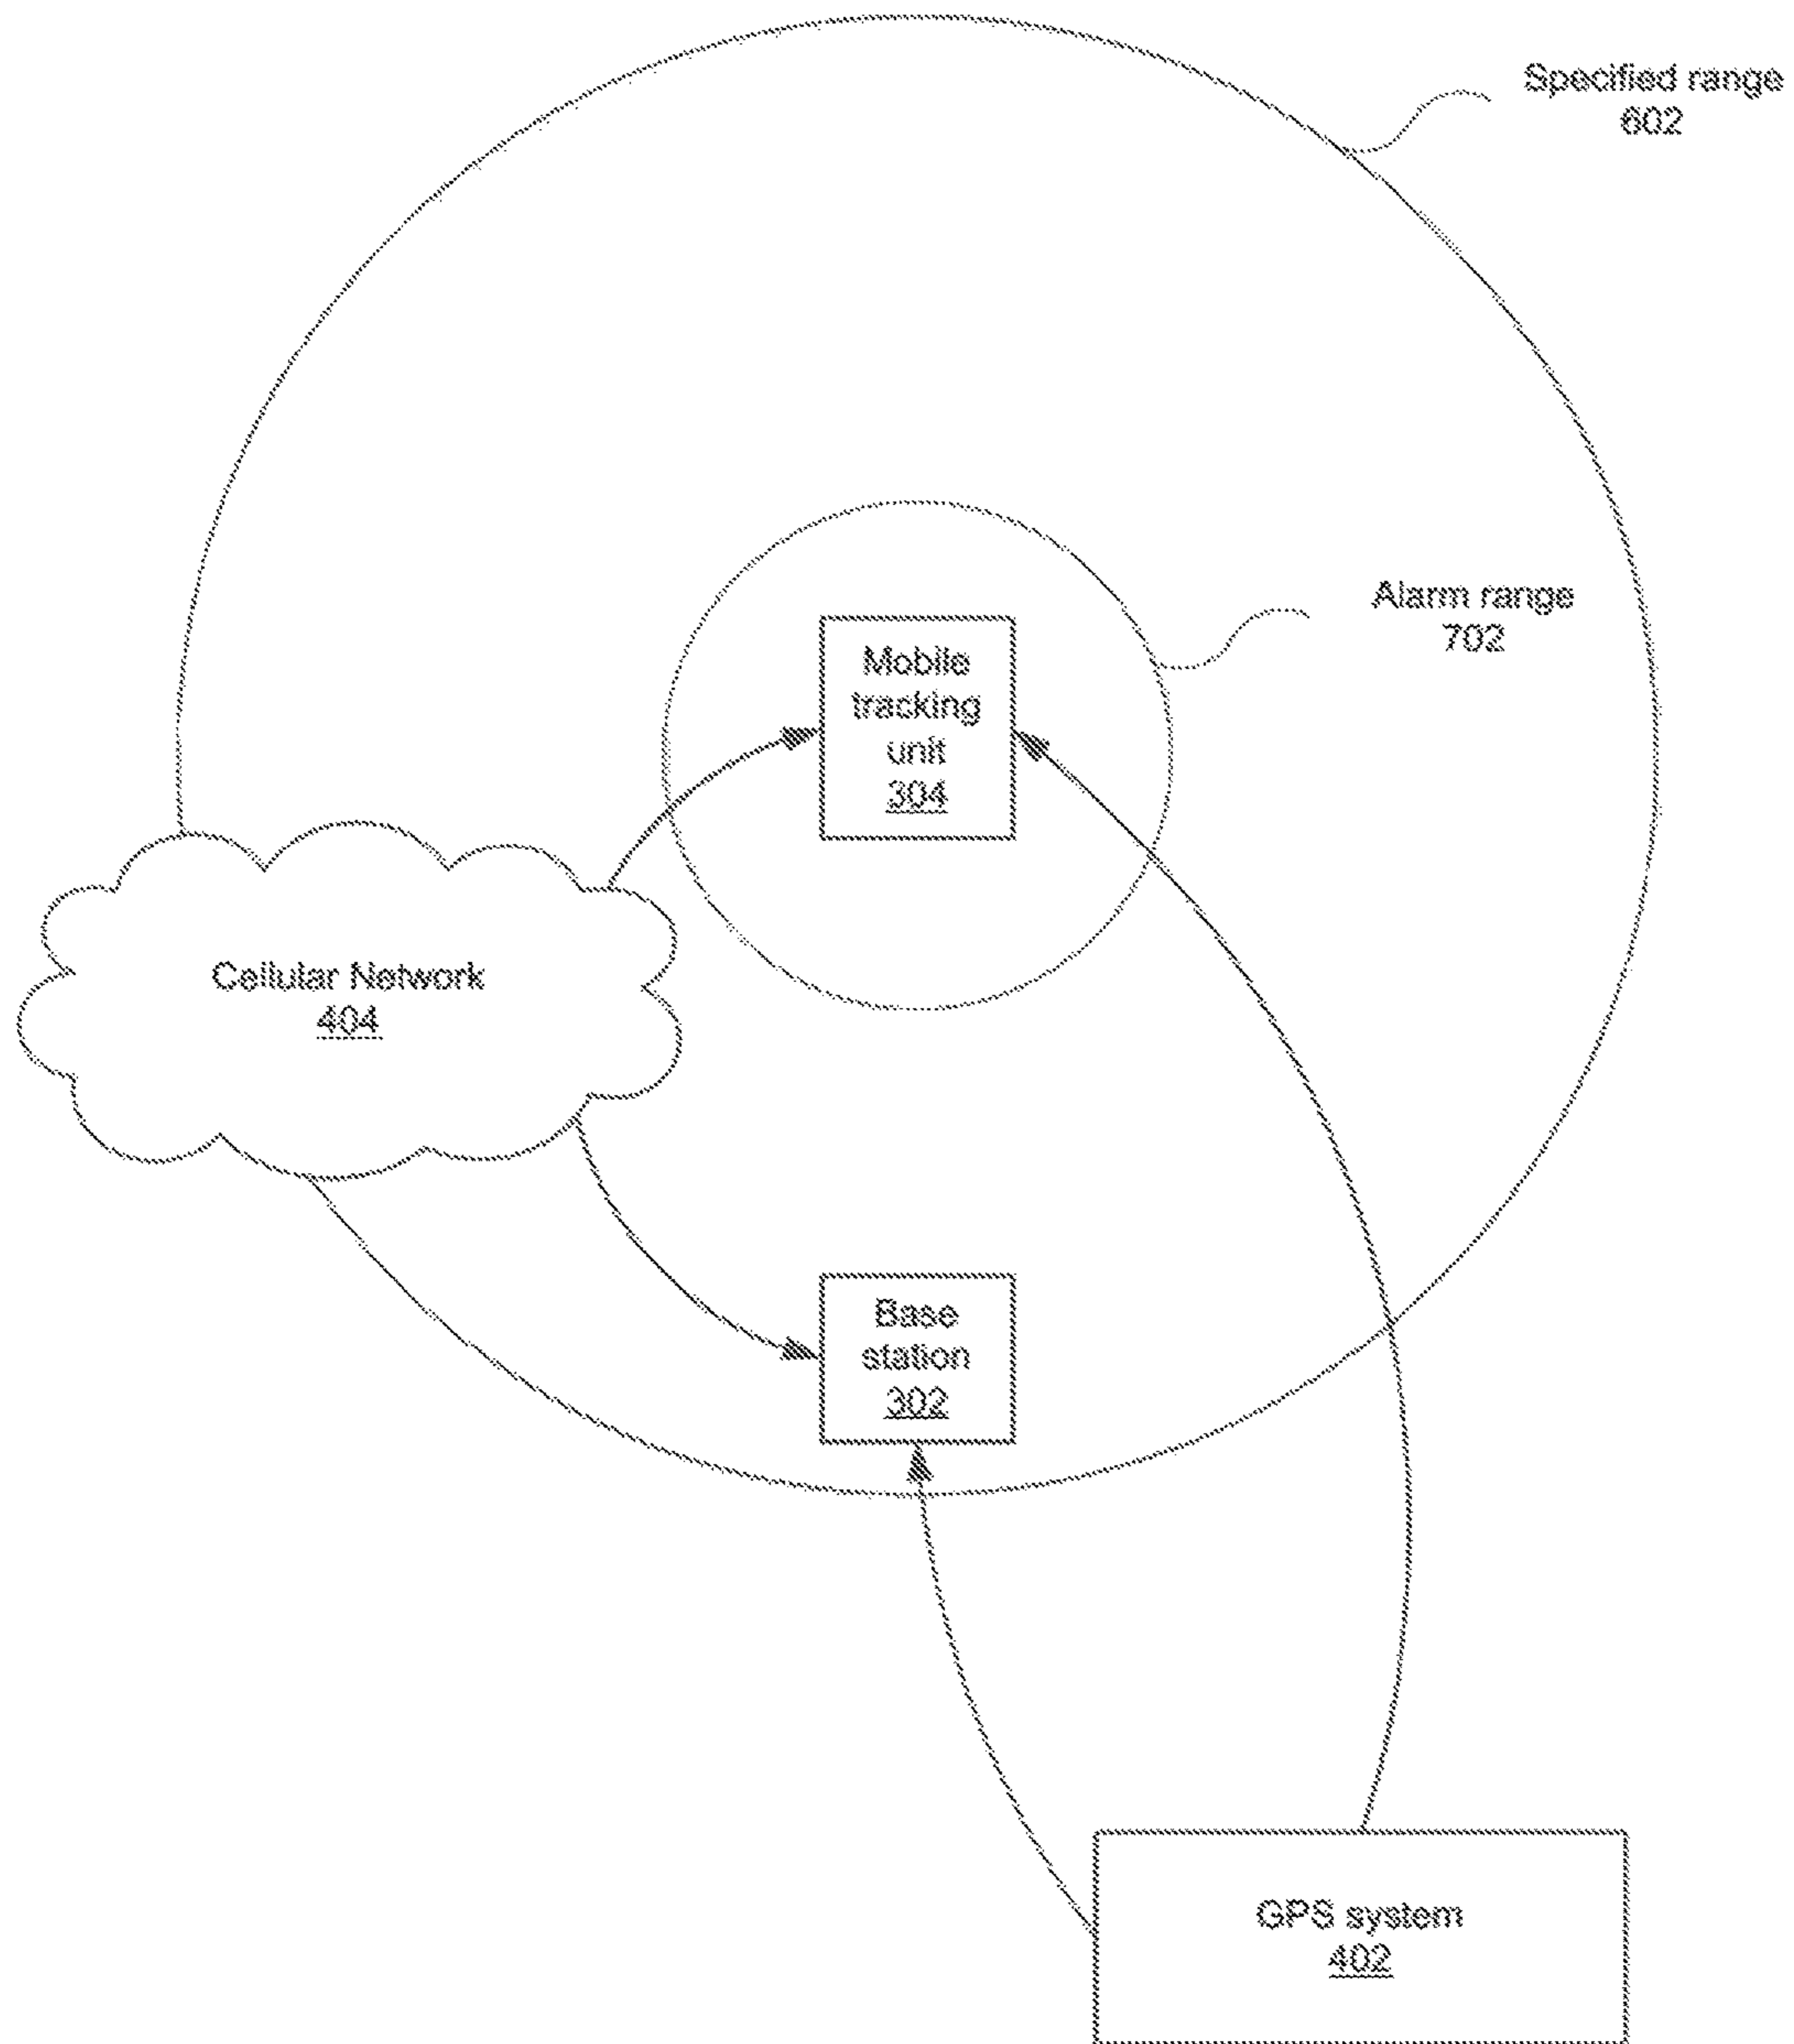 Specified range
602
Alarm range
702
Mobile
tracking
unit
304
Cellular Network
404
Base
station
302
GPS system
402